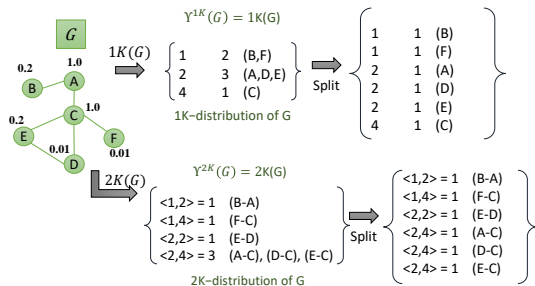 G
0.2
1.0
B
A
1.0
C
0.2
E
F
0.01
0.01
D
1K(G)
ϒ^{1K}(G) = 1K(G)
1 2 (B,F)
2 3 (A,D,E)
4 1 (C)
1K–distribution of G
Split
1 1 (B)
1 1 (F)
2 1 (A)
2 1 (D)
2 1 (E)
4 1 (C)
2K(G)
ϒ^{2K}(G) = 2K(G)
<1,2> = 1 (B-A)
<1,4> = 1 (F-C)
<2,2> = 1 (E-D)
<2,4> = 3 (A-C), (D-C), (E-C)
2K–distribution of G
Split
<1,2> = 1 (B-A)
<1,4> = 1 (F-C)
<2,2> = 1 (E-D)
<2,4> = 1 (A-C)
<2,4> = 1 (D-C)
<2,4> = 1 (E-C)